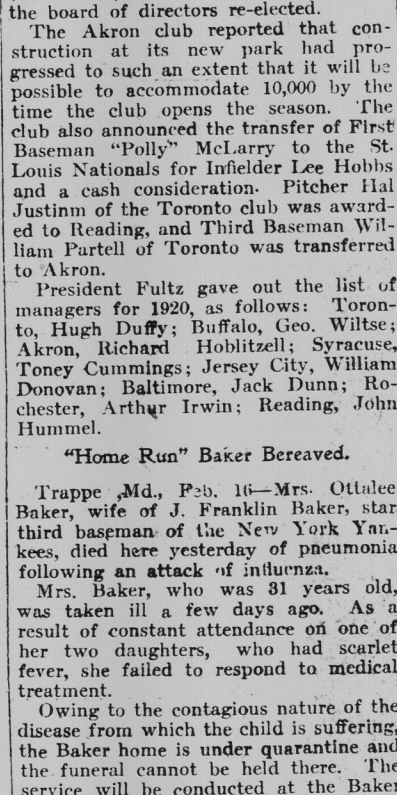 the board of directors re-elected.
The Akron club reported that con-
struction at its new park had pro-
gressed to such an extent that it will be
possible to accommodate 10,000 by the
time the club opens the season. The
club also announced the transfer of First
Baseman "Polly" McLarry to the St.
Louis Nationals for Infielder Lee Hobbs
and a cash consideration. Pitcher Hal
Justinm of the Toronto club was award-
ed to Reading, and Third Baseman Wil-
liam Partell of Toronto was transferred
to Akron.
President Fultz gave out the list of
managers for 1920, as follows: Toron-
to, Hugh Duffy; Buffalo, Geo. Wiltse;
Akron, Richard Hoblitzell; Syracuse,
Toney Cummings; Jersey City, William
Donovan; Baltimore, Jack Dunn; Ro-
chester, Arthur Irwin; Reading, John
Hummel.
"Home Run" Baker Bereaved.
Trappe ,Md., Feb. 16—Mrs. Ottalee
Baker, wife of J. Franklin Baker, star
third baseman of the New York Yan-
kees, died here yesterday of pneumonia
following an attack of influenza.
Mrs. Baker, who was 31 years old,
was taken ill a few days ago. As a
result of constant attendance on one of
her two daughters, who had scarlet
fever, she failed to respond to medical
treatment.
Owing to the contagious nature of the
disease from which the child is suffering,
the Baker home is under quarantine and
the funeral cannot be held there. The
service will be conducted at the Baker